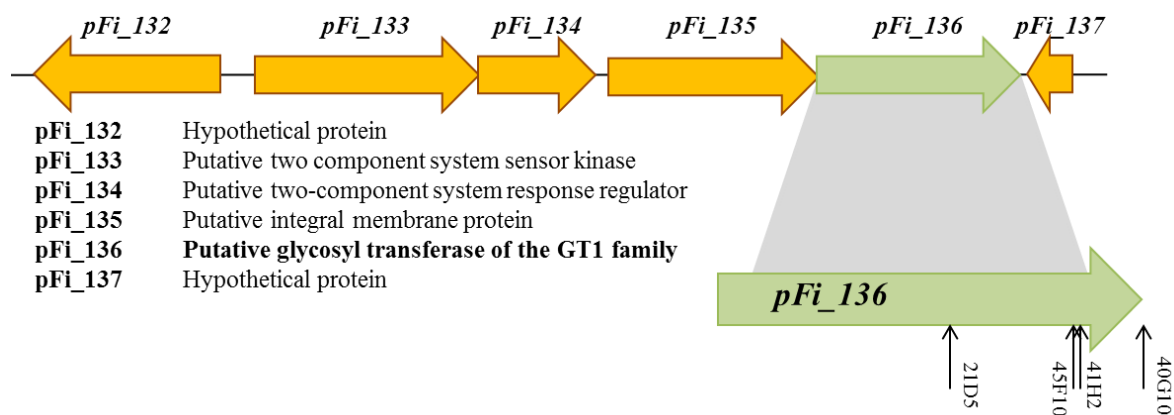 pFi_132 pFi_133 pFi_134 pFi_135 pFi_136 pFi_137
pFi_132 Hypothetical protein
pFi_133 Putative two component system sensor kinase
pFi_134 Putative two-component system response regulator
pFi_135 Putative integral membrane protein
pFi_136 Putative glycosyl transferase of the GT1 family
pFi_137 Hypothetical protein
pFi_136
21D5
45F10
41H2
40G10